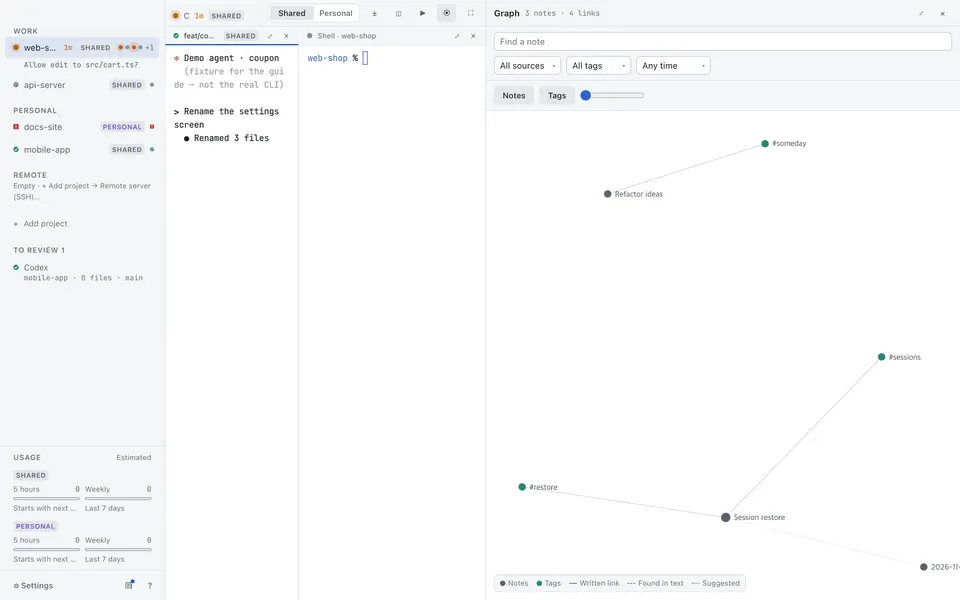 WORK
web-s... 1m SHARED +1
Allow edit to src/cart.ts?
api-server SHARED
PERSONAL
docs-site PERSONAL
mobile-app SHARED
REMOTE
Empty · + Add project → Remote server
(SSH)...
+ Add project
TO REVIEW 1
Codex
mobile-app · 0 files · main
USAGE Estimated
SHARED
5 hours 0 Weekly 0
Starts with next ... Last 7 days
PERSONAL
5 hours 0 Weekly 0
Starts with next ... Last 7 days
Settings ?
C 1m SHARED Shared Personal
feat/co... SHARED
✻ Demo agent · coupon
(fixture for the gui
de — not the real CLI)
> Rename the settings
screen
● Renamed 3 files
Shell · web-shop
web-shop %
Graph 3 notes · 4 links
Find a note
All sources All tags Any time
Notes Tags
#someday
Refactor ideas
#sessions
#restore
Session restore
2026-11-
Notes Tags Written link Found in text Suggested